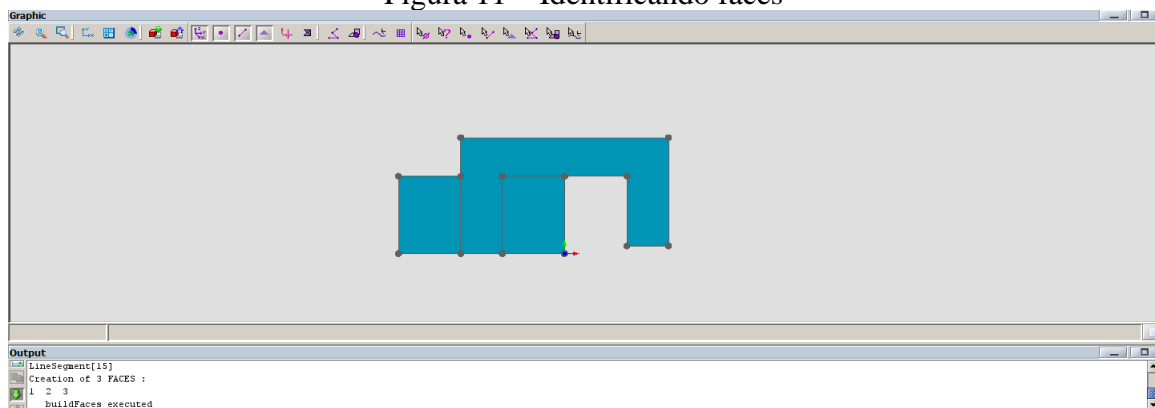 Figura 11 – Identificando faces
Graphic
Output
LineSegment[15]
Creation of 3 FACES :
1 2 3
buildFaces executed